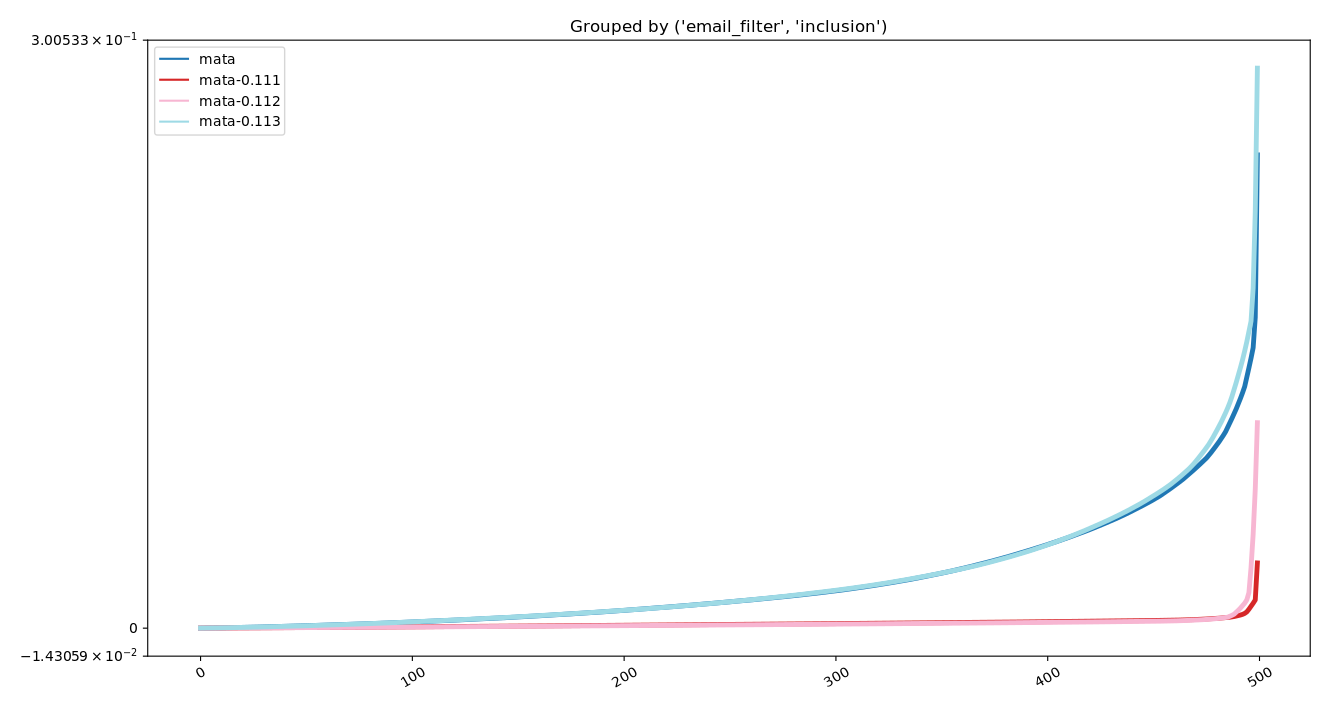 Grouped by ('email_filter', 'inclusion')
3.00533 × 10⁻¹
mata
mata-0.111
mata-0.112
mata-0.113
0
−1.43059 × 10⁻²
0 100 200 300 400 500